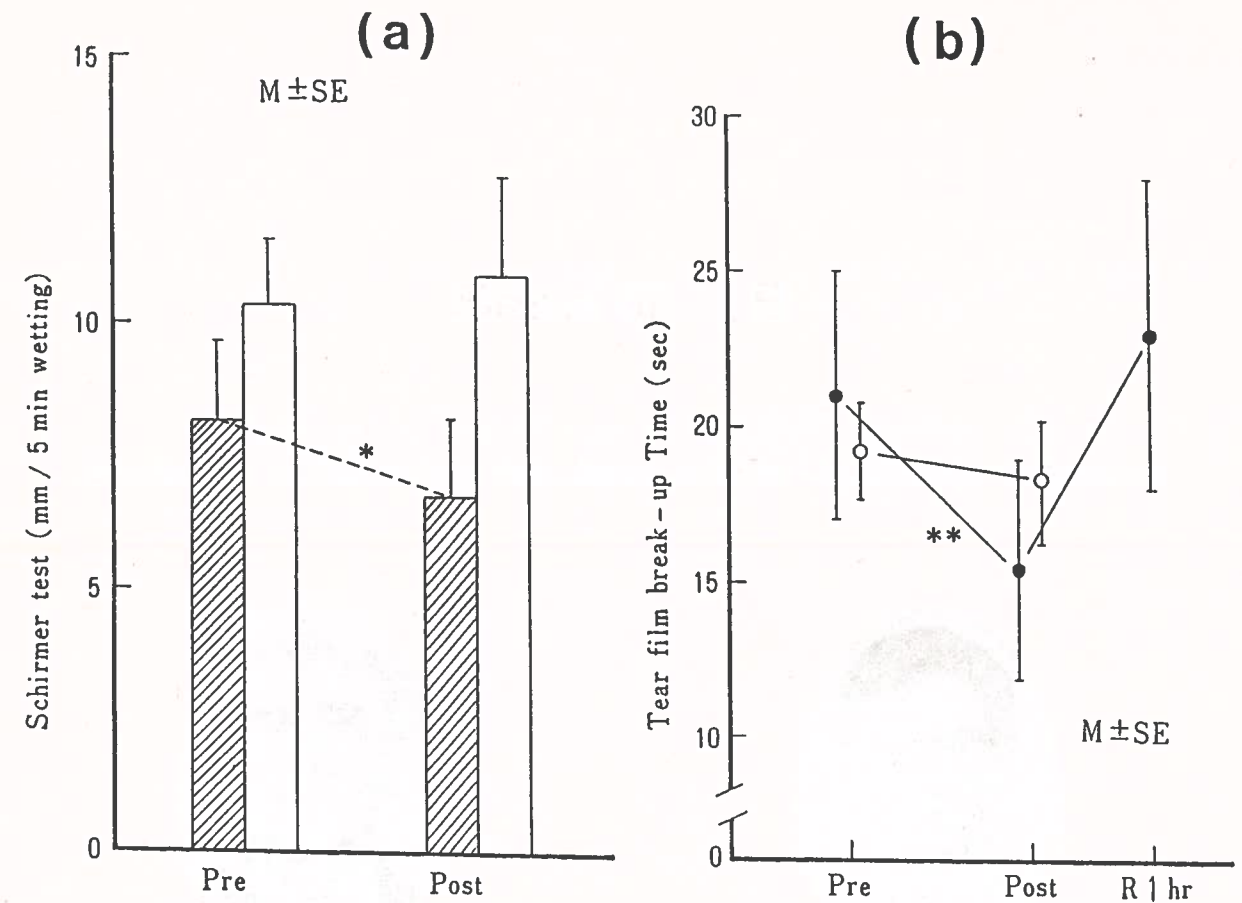 (a)
M±SE
Schirmer test (mm / 5 min wetting)
15
10
5
0
*
Pre
Post
(b)
Tear film break-up Time (sec)
30
25
20
15
10
0
**
M±SE
Pre
Post
R 1 hr